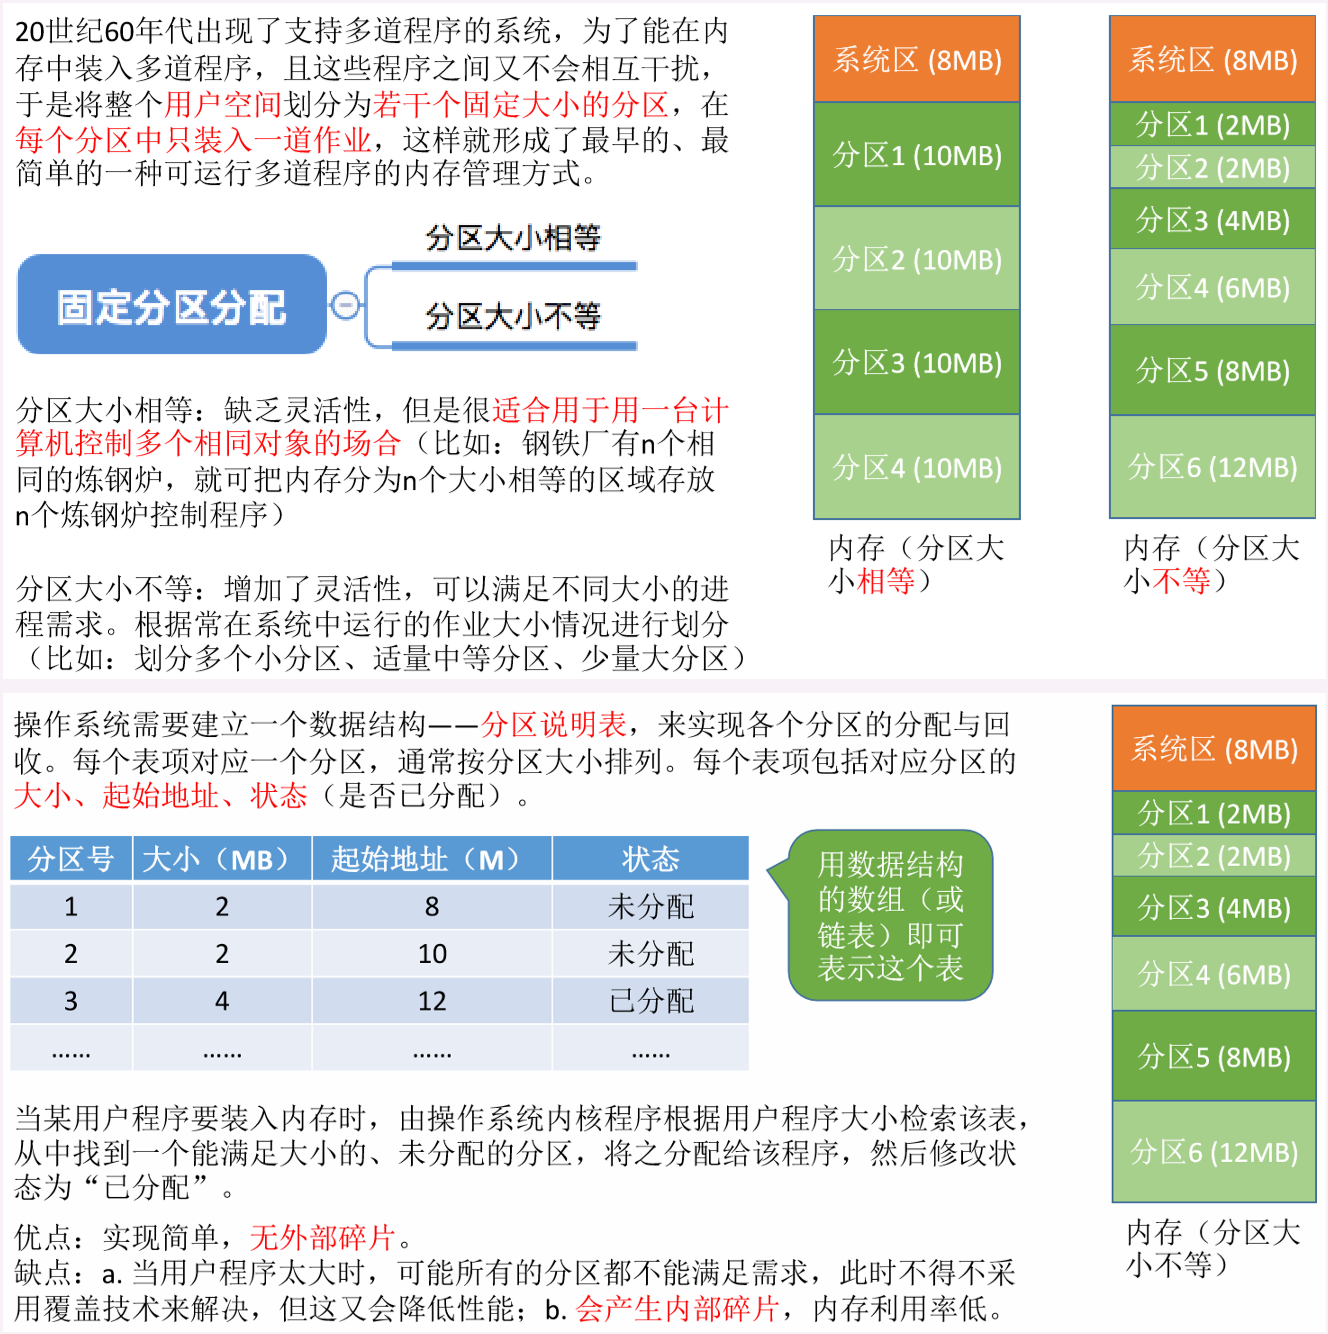 20世纪60年代出现了支持多道程序的系统，为了能在内
存中装入多道程序，且这些程序之间又不会相互干扰，
于是将整个用户空间划分为若干个固定大小的分区，在
每个分区中只装入一道作业，这样就形成了最早的、最
简单的一种可运行多道程序的内存管理方式。
固定分区分配
分区大小相等
分区大小不等
分区大小相等：缺乏灵活性，但是很适合用于用一台计
算机控制多个相同对象的场合（比如：钢铁厂有n个相
同的炼钢炉，就可把内存分为n个大小相等的区域存放
n个炼钢炉控制程序）
分区大小不等：增加了灵活性，可以满足不同大小的进
程需求。根据常在系统中运行的作业大小情况进行划分
（比如：划分多个小分区、适量中等分区、少量大分区）
系统区 (8MB)
分区1 (10MB)
分区2 (10MB)
分区3 (10MB)
分区4 (10MB)
内存（分区大
小相等）
系统区 (8MB)
分区1 (2MB)
分区2 (2MB)
分区3 (4MB)
分区4 (6MB)
分区5 (8MB)
分区6 (12MB)
内存（分区大
小不等）
操作系统需要建立一个数据结构——分区说明表，来实现各个分区的分配与回
收。每个表项对应一个分区，通常按分区大小排列。每个表项包括对应分区的
大小、起始地址、状态（是否已分配）。
分区号 大小（MB） 起始地址（M） 状态
1 2 8 未分配
2 2 10 未分配
3 4 12 已分配
…… …… …… ……
用数据结构
的数组（或
链表）即可
表示这个表
当某用户程序要装入内存时，由操作系统内核程序根据用户程序大小检索该表，
从中找到一个能满足大小的、未分配的分区，将之分配给该程序，然后修改状
态为“已分配”。
优点：实现简单，无外部碎片。
缺点：a. 当用户程序太大时，可能所有的分区都不能满足需求，此时不得不采
用覆盖技术来解决，但这又会降低性能；b. 会产生内部碎片，内存利用率低。
系统区 (8MB)
分区1 (2MB)
分区2 (2MB)
分区3 (4MB)
分区4 (6MB)
分区5 (8MB)
分区6 (12MB)
内存（分区大
小不等）